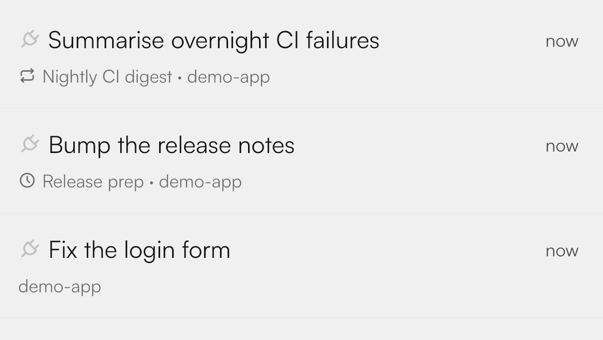 Summarise overnight CI failures now
Nightly CI digest · demo-app
Bump the release notes now
Release prep · demo-app
Fix the login form now
demo-app